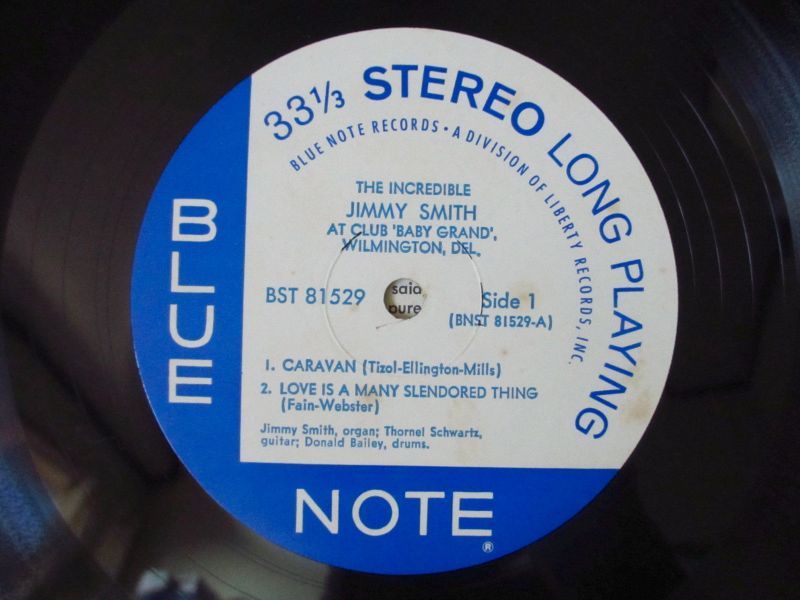 33⅓ STEREO LONG PLAYING
BLUE NOTE RECORDS • A DIVISION OF LIBERTY RECORDS, INC.
THE INCREDIBLE
JIMMY SMITH
AT CLUB 'BABY GRAND',
WILMINGTON, DEL.
BST 81529
Side 1
(BNST 81529-A)
said
pure
1. CARAVAN (Tizol-Ellington-Mills)
2. LOVE IS A MANY SLENDORED THING
(Fain-Webster)
Jimmy Smith, organ; Thornel Schwartz,
guitar; Donald Bailey, drums.
BLUE
NOTE
®